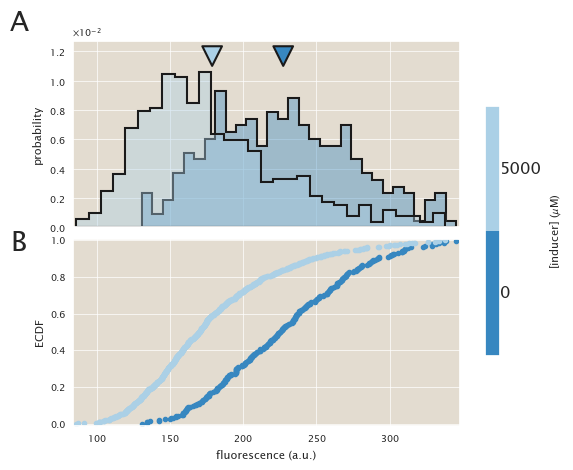 A
×10⁻²
1.2
1.0
0.8
0.6
0.4
0.2
0.0
probability
B
1.0
0.8
0.6
0.4
0.2
0.0
ECDF
100 150 200 250 300
fluorescence (a.u.)
5000
0
[inducer] (μM)